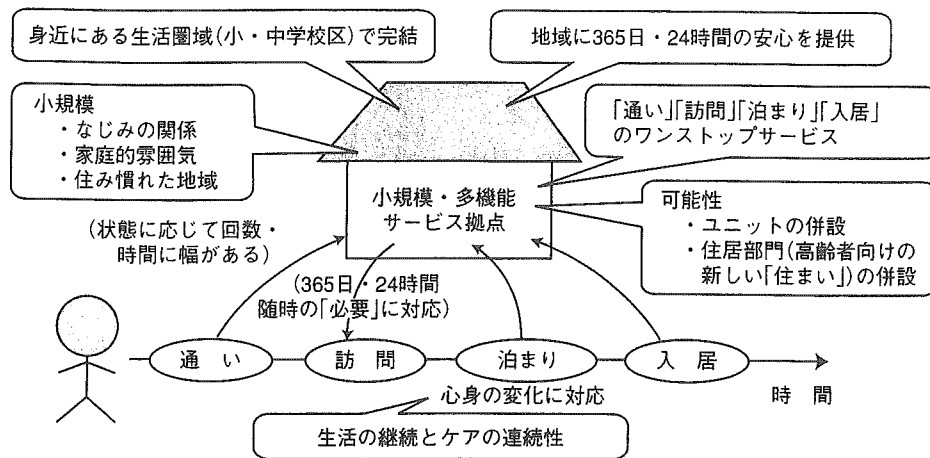 身近にある生活圏域(小・中学校区)で完結
地域に365日・24時間の安心を提供
小規模
・なじみの関係
・家庭的雰囲気
・住み慣れた地域
「通い」「訪問」「泊まり」「入居」
のワンストップサービス
小規模・多機能
サービス拠点
可能性
・ユニットの併設
・住居部門(高齢者向けの
新しい「住まい」)の併設
(状態に応じて回数・
時間に幅がある)
(365日・24時間
随時の「必要」に対応)
通い
訪問
泊まり
入居
時間
心身の変化に対応
生活の継続とケアの連続性